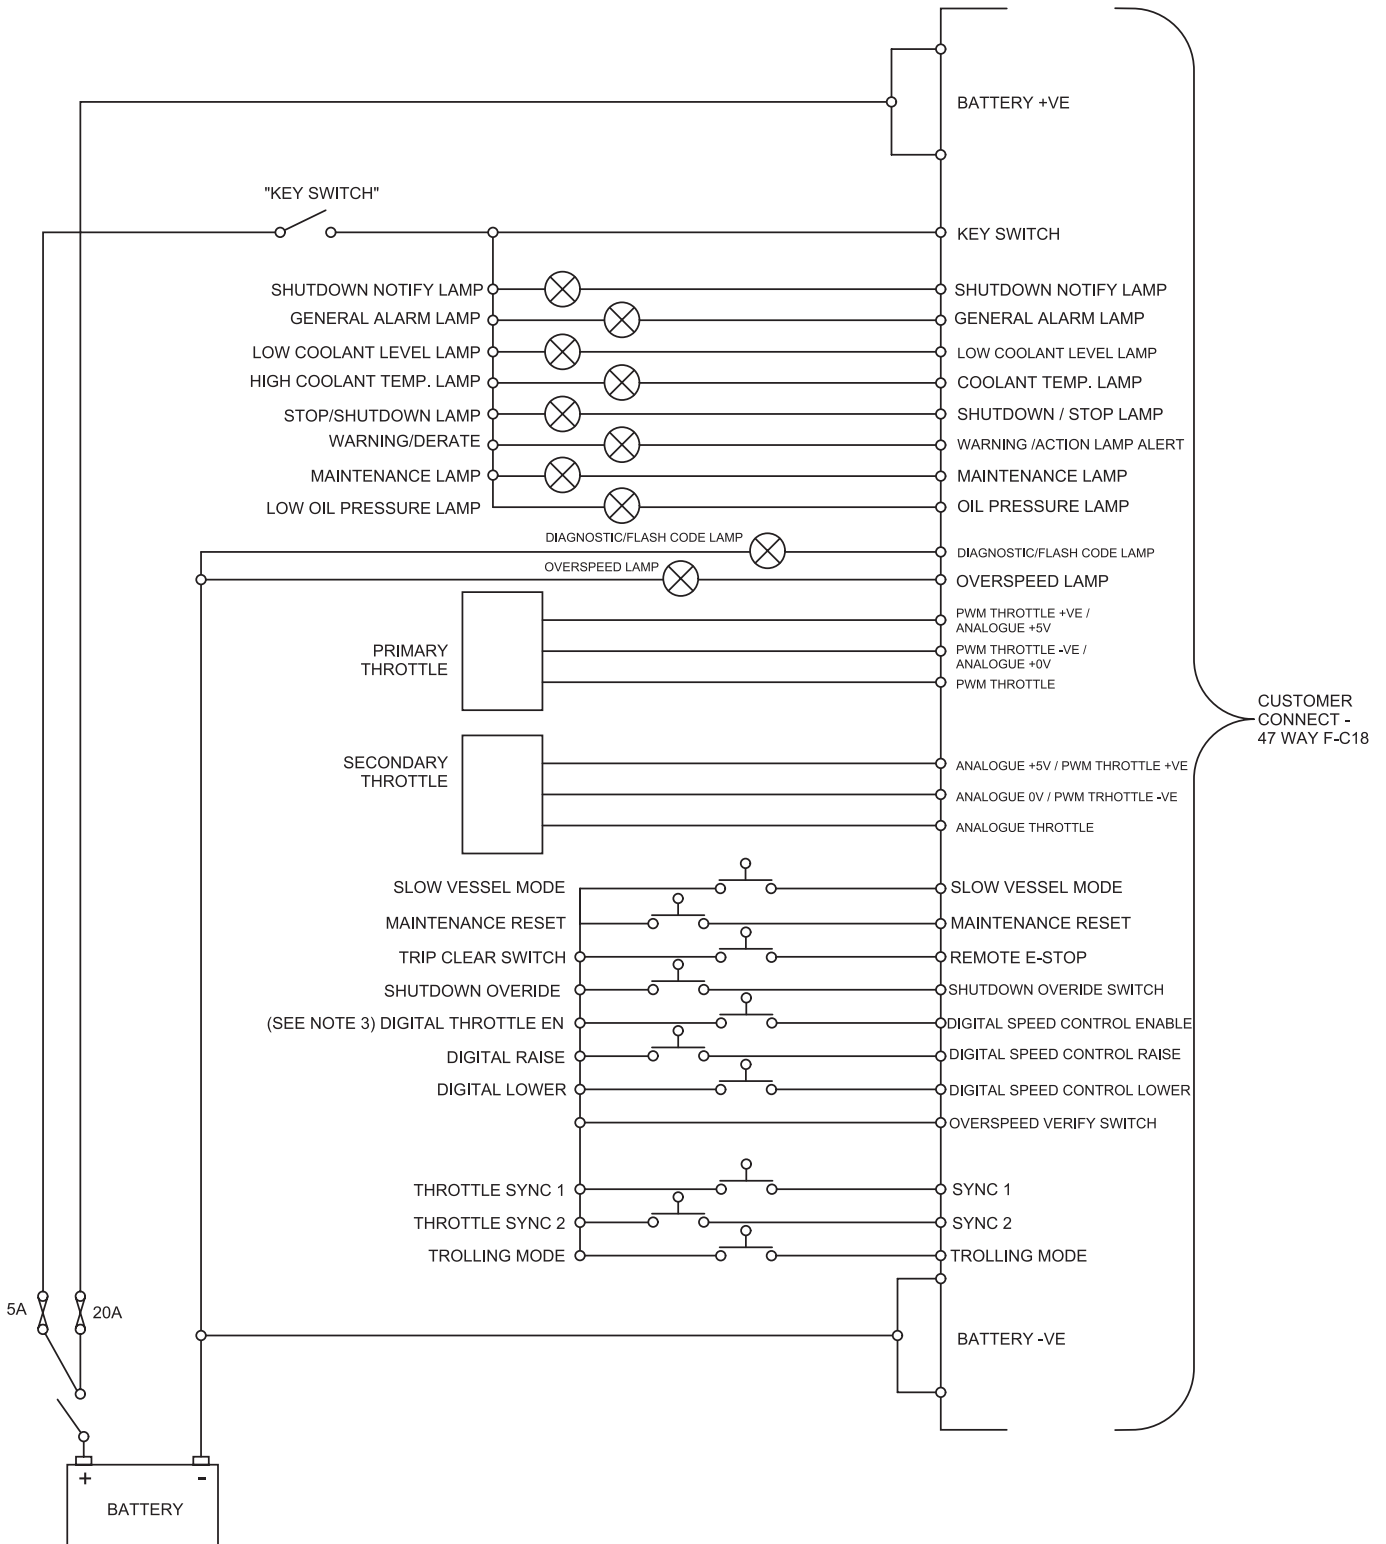 BATTERY +VE
"KEY SWITCH"
KEY SWITCH
SHUTDOWN NOTIFY LAMP
SHUTDOWN NOTIFY LAMP
GENERAL ALARM LAMP
GENERAL ALARM LAMP
LOW COOLANT LEVEL LAMP
LOW COOLANT LEVEL LAMP
HIGH COOLANT TEMP. LAMP
COOLANT TEMP. LAMP
STOP/SHUTDOWN LAMP
SHUTDOWN / STOP LAMP
WARNING/DERATE
WARNING /ACTION LAMP ALERT
MAINTENANCE LAMP
MAINTENANCE LAMP
LOW OIL PRESSURE LAMP
OIL PRESSURE LAMP
DIAGNOSTIC/FLASH CODE LAMP
DIAGNOSTIC/FLASH CODE LAMP
OVERSPEED LAMP
OVERSPEED LAMP
PRIMARY
THROTTLE
PWM THROTTLE +VE /
ANALOGUE +5V
PWM THROTTLE -VE /
ANALOGUE +0V
PWM THROTTLE
CUSTOMER
CONNECT -
47 WAY F-C18
SECONDARY
THROTTLE
ANALOGUE +5V / PWM THROTTLE +VE
ANALOGUE 0V / PWM TRHOTTLE -VE
ANALOGUE THROTTLE
SLOW VESSEL MODE
SLOW VESSEL MODE
MAINTENANCE RESET
MAINTENANCE RESET
TRIP CLEAR SWITCH
REMOTE E-STOP
SHUTDOWN OVERIDE
SHUTDOWN OVERIDE SWITCH
(SEE NOTE 3) DIGITAL THROTTLE EN
DIGITAL SPEED CONTROL ENABLE
DIGITAL RAISE
DIGITAL SPEED CONTROL RAISE
DIGITAL LOWER
DIGITAL SPEED CONTROL LOWER
OVERSPEED VERIFY SWITCH
THROTTLE SYNC 1
SYNC 1
THROTTLE SYNC 2
SYNC 2
TROLLING MODE
TROLLING MODE
5A
20A
BATTERY -VE
+
-
BATTERY